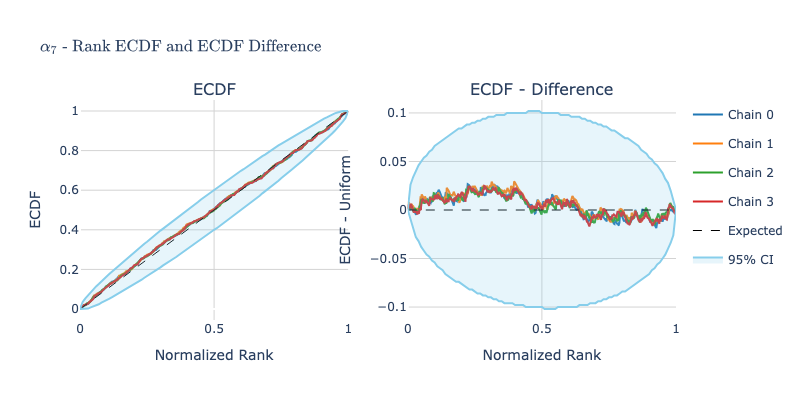 α₇ - Rank ECDF and ECDF Difference
ECDF
ECDF
1
0.8
0.6
0.4
0.2
0
0
0.5
1
Normalized Rank
ECDF - Difference
ECDF - Uniform
0.1
0.05
0
−0.05
−0.1
0
0.5
1
Normalized Rank
Chain 0
Chain 1
Chain 2
Chain 3
Expected
95% CI